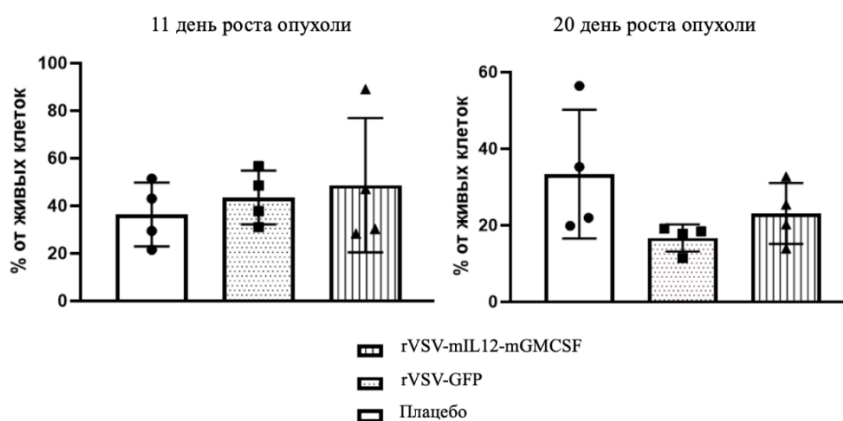 11 день роста опухоли
20 день роста опухоли
% от живых клеток
100
80
60
40
20
0
% от живых клеток
60
40
20
0
rVSV-mIL12-mGMCSF
rVSV-GFP
Плацебо